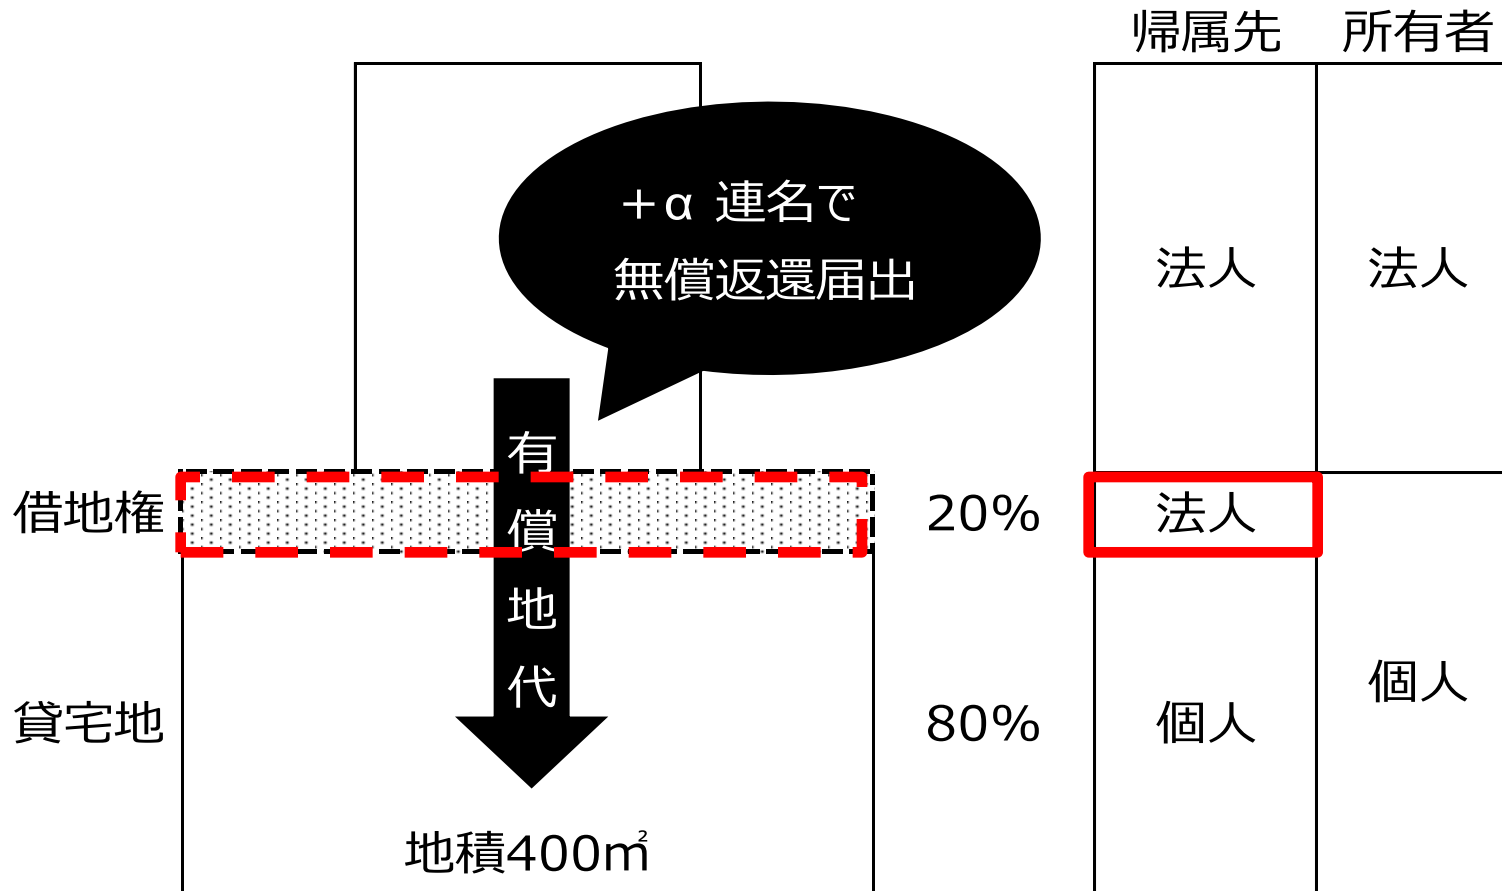 帰属先 所有者
+α 連名で
無償返還届出
法人 法人
有償地代
借地権 20% 法人
貸宅地 80% 個人 個人
地積400㎡